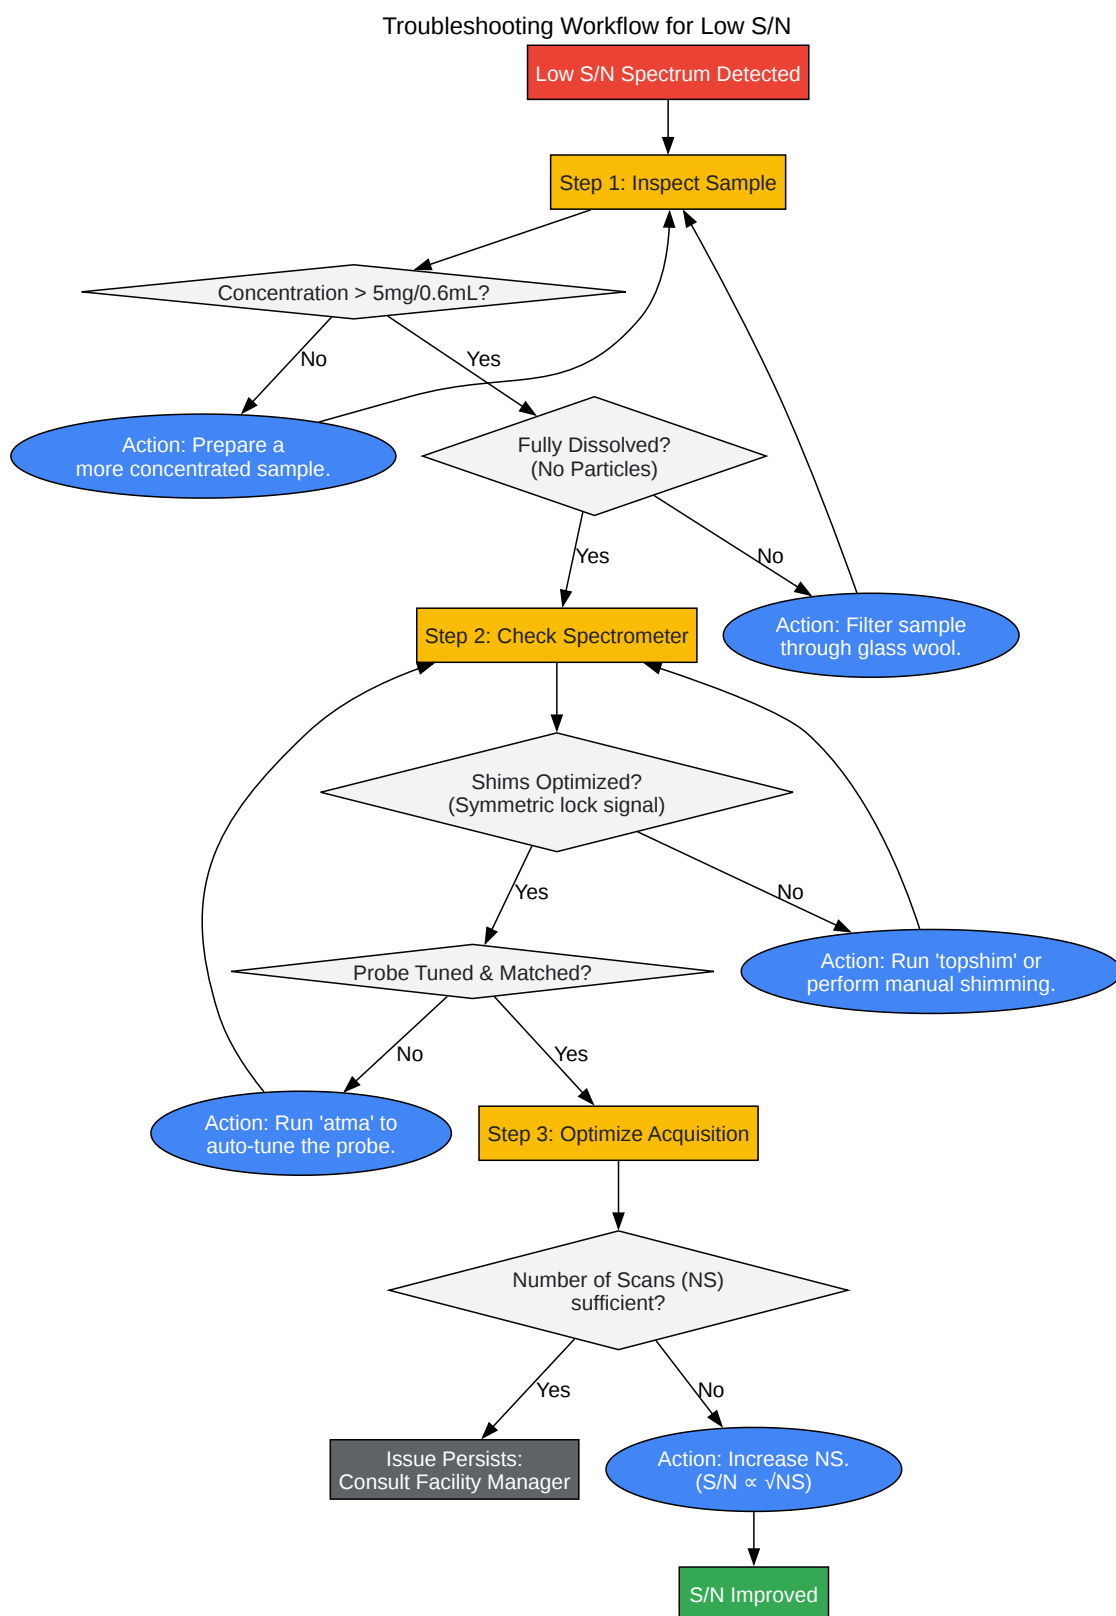 Troubleshooting Workflow for Low S/N
Low S/N Spectrum Detected
Step 1: Inspect Sample
Concentration > 5mg/0.6mL?
No
Yes
Action: Prepare a
more concentrated sample.
Fully Dissolved?
(No Particles)
Yes
No
Action: Filter sample
through glass wool.
Step 2: Check Spectrometer
Shims Optimized?
(Symmetric lock signal)
Yes
No
Action: Run 'topshim' or
perform manual shimming.
Probe Tuned & Matched?
No
Yes
Action: Run 'atma' to
auto-tune the probe.
Step 3: Optimize Acquisition
Number of Scans (NS)
sufficient?
Yes
No
Issue Persists:
Consult Facility Manager
Action: Increase NS.
(S/N ∝ √NS)
S/N Improved